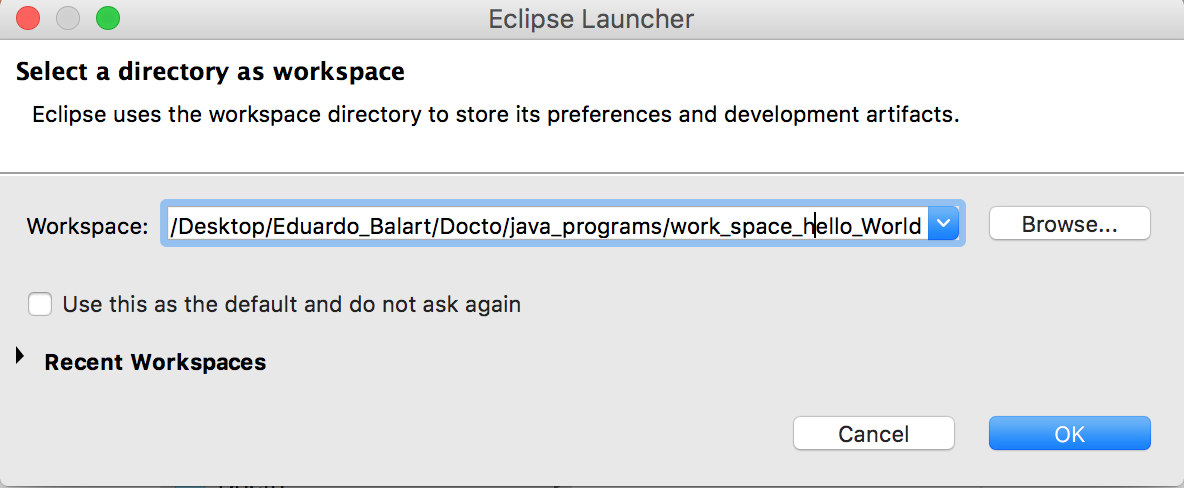 Eclipse Launcher
Select a directory as workspace
Eclipse uses the workspace directory to store its preferences and development artifacts.
Workspace: /Desktop/Eduardo_Balart/Docto/java_programs/work_space_hello_World Browse...
Use this as the default and do not ask again
Recent Workspaces
Cancel OK